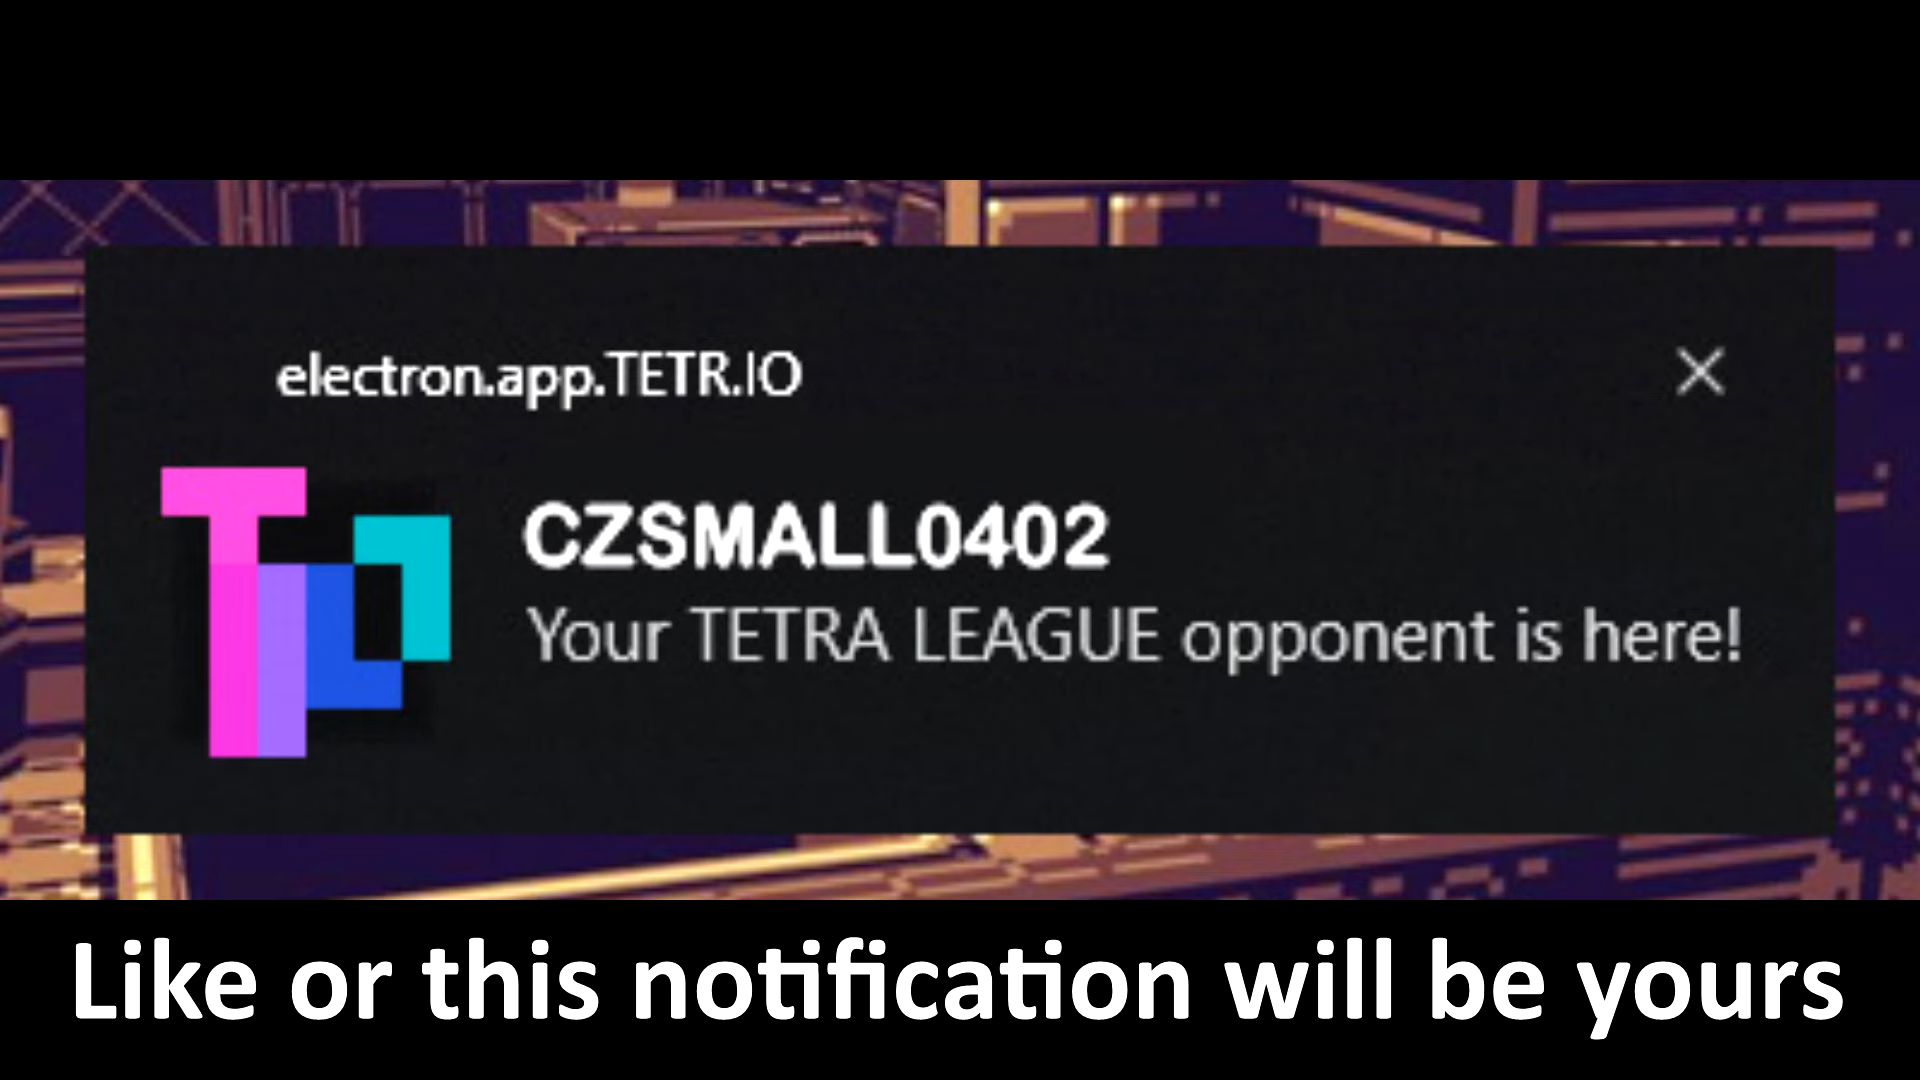 electron.app.TETR.IO
CZSMALL0402
Your TETRA LEAGUE opponent is here!
Like or this notification will be yours